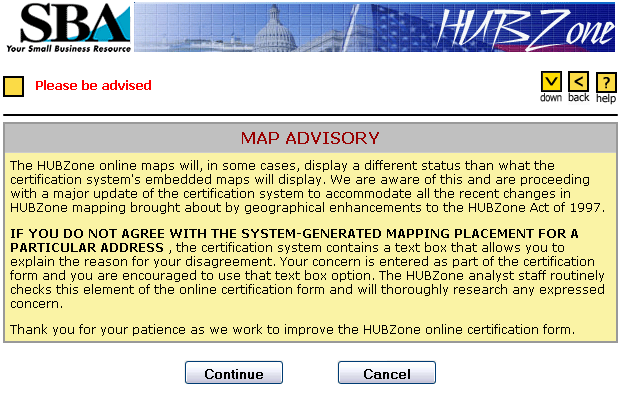 SBA
Your Small Business Resource
HUBZone
Please be advised
down back help
MAP ADVISORY
The HUBZone online maps will, in some cases, display a different status than what the
certification system's embedded maps will display. We are aware of this and are proceeding
with a major update of the certification system to accommodate all the recent changes in
HUBZone mapping brought about by geographical enhancements to the HUBZone Act of 1997.
IF YOU DO NOT AGREE WITH THE SYSTEM-GENERATED MAPPING PLACEMENT FOR A
PARTICULAR ADDRESS , the certification system contains a text box that allows you to
explain the reason for your disagreement. Your concern is entered as part of the certification
form and you are encouraged to use that text box option. The HUBZone analyst staff routinely
checks this element of the online certification form and will thoroughly research any expressed
concern.
Thank you for your patience as we work to improve the HUBZone online certification form.
Continue Cancel